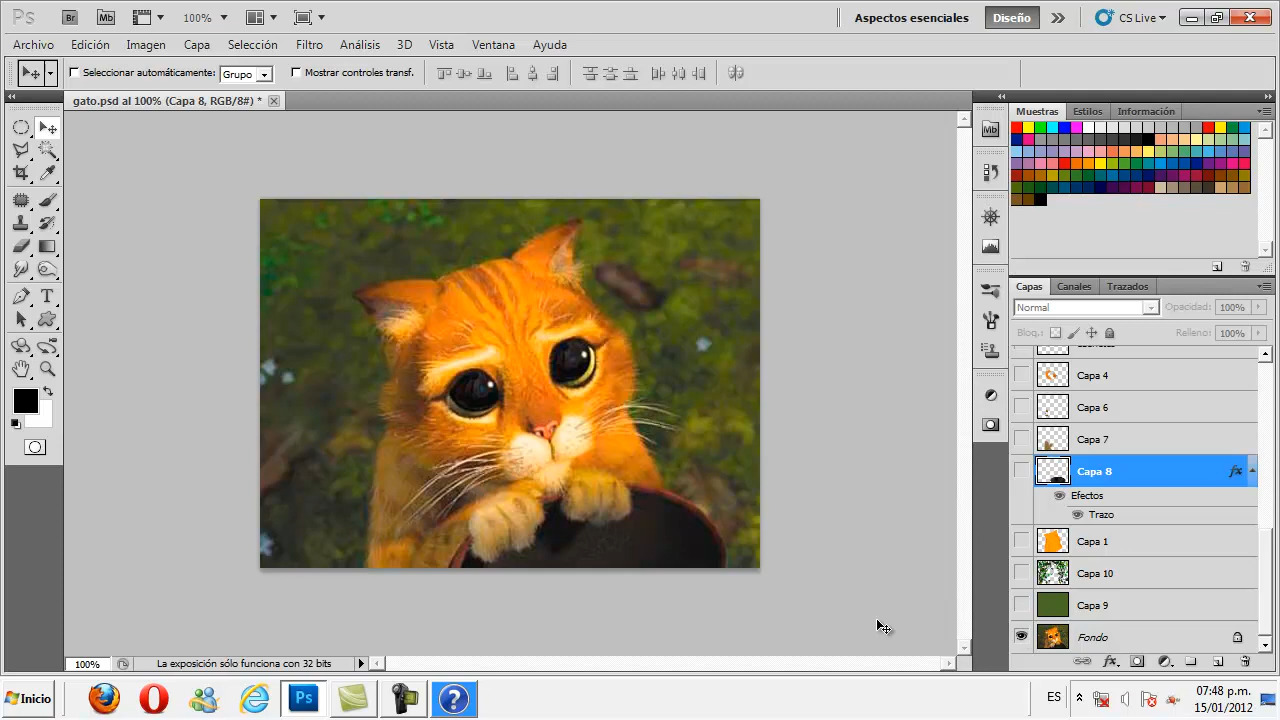 Ps Br Mb 100% Aspectos esenciales Diseño CS Live
Archivo Edición Imagen Capa Selección Filtro Análisis 3D Vista Ventana Ayuda
Seleccionar automáticamente: Grupo Mostrar controles transf.
gato.psd al 100% (Capa 8, RGB/8#) *
Muestras Estilos Información
Mb
Capas Canales Trazados
Normal Opacidad: 100%
Bloq.: Relleno: 100%
Capa 4
Capa 6
Capa 7
Capa 8 fx
Efectos
Trazo
Capa 1
Capa 10
Capa 9
Fondo
100% La exposición sólo funciona con 32 bits
Inicio Ps ? ES 07:48 p.m.
15/01/2012